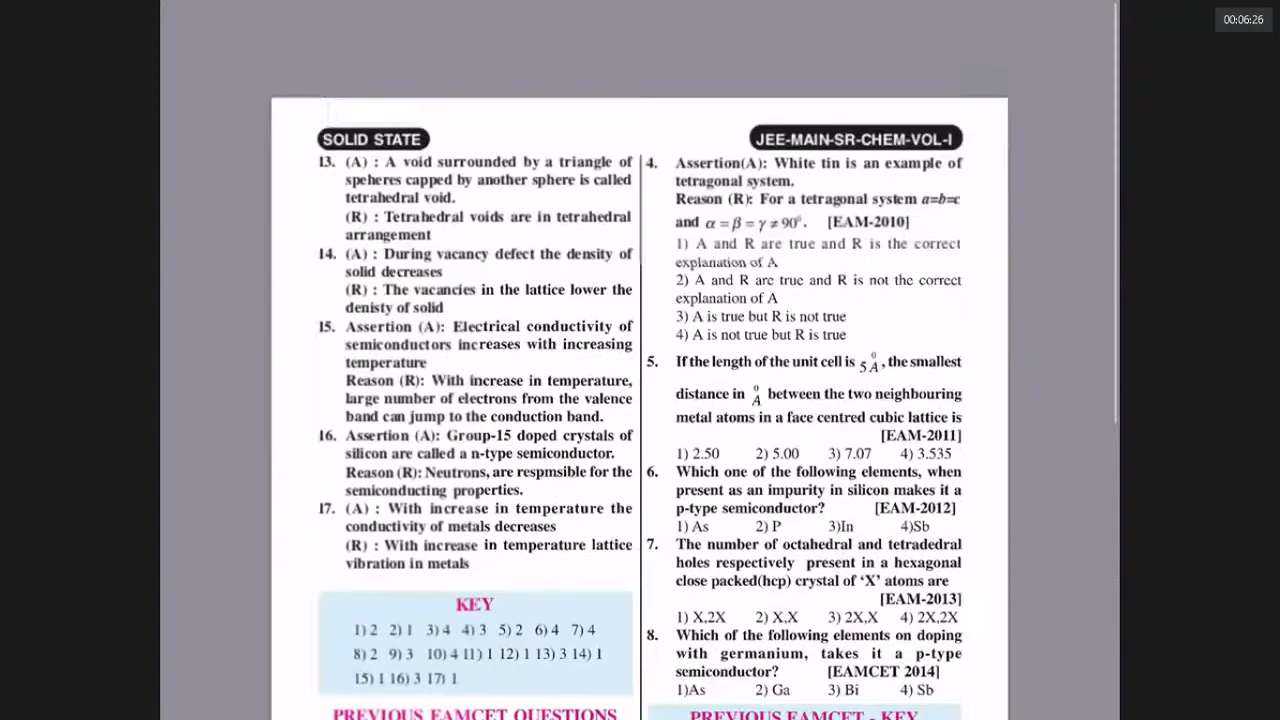 00:06:26
SOLID STATE
13. (A) : A void surrounded by a triangle of
speheres capped by another sphere is called
tetrahedral void.
(R) : Tetrahedral voids are in tetrahedral
arrangement
14. (A) : During vacancy defect the density of
solid decreases
(R) : The vacancies in the lattice lower the
denisty of solid
15. Assertion (A): Electrical conductivity of
semiconductors increases with increasing
temperature
Reason (R): With increase in temperature,
large number of electrons from the valence
band can jump to the conduction band.
16. Assertion (A): Group-15 doped crystals of
silicon are called a n-type semiconductor.
Reason (R): Neutrons, are respmsible for the
semiconducting properties.
17. (A) : With increase in temperature the
conductivity of metals decreases
(R) : With increase in temperature lattice
vibration in metals
KEY
1) 2 2) 1 3) 4 4) 3 5) 2 6) 4 7) 4
8) 2 9) 3 10) 4 11) 1 12) 1 13) 3 14) 1
15) 1 16) 3 17) 1
PREVIOUS EAMCET QUESTIONS
JEE-MAIN-SR-CHEM-VOL-I
4. Assertion(A): White tin is an example of
tetragonal system.
Reason (R): For a tetragonal system a=b=c
and α = β = γ ≠ 90⁰. [EAM-2010]
1) A and R are true and R is the correct
explanation of A
2) A and R are true and R is not the correct
explanation of A
3) A is true but R is not true
4) A is not true but R is true
5. If the length of the unit cell is 5 Å, the smallest
distance in Å between the two neighbouring
metal atoms in a face centred cubic lattice is
[EAM-2011]
1) 2.50 2) 5.00 3) 7.07 4) 3.535
6. Which one of the following elements, when
present as an impurity in silicon makes it a
p-type semiconductor? [EAM-2012]
1) As 2) P 3)In 4)Sb
7. The number of octahedral and tetradedral
holes respectively present in a hexagonal
close packed(hcp) crystal of ‘X’ atoms are
[EAM-2013]
1) X,2X 2) X,X 3) 2X,X 4) 2X,2X
8. Which of the following elements on doping
with germanium, takes it a p-type
semiconductor? [EAMCET 2014]
1)As 2) Ga 3) Bi 4) Sb
PREVIOUS EAMCET - KEY